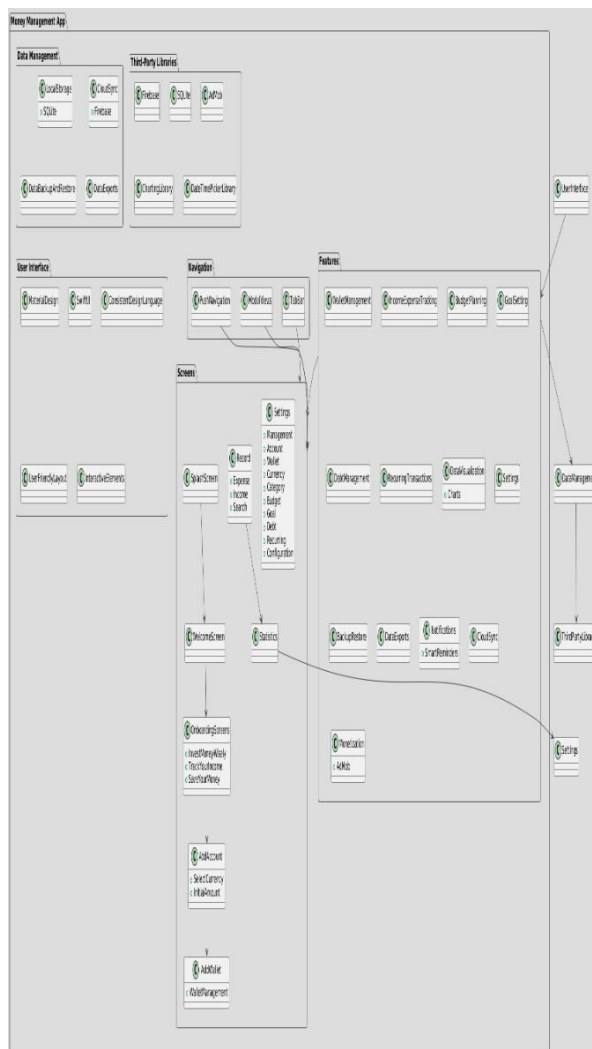 Money Management App
Data Management
Third-Party Libraries
C LocalStorage
SQLite
C CloudSync
Firebase
C Firebase
C SQLite
C AdMob
C DataBackupAndRestore
C DataExports
C ChartingLibrary
C DateTimePickerLibrary
C UserInterface
User Interface
Navigation
Features
C MaterialDesign
C SwiftUI
C ConsistentDesignLanguage
C PushNavigation
C ModalViews
C TabBar
C WalletManagement
C IncomeExpenseTracking
C BudgetPlanning
C GoalSetting
Screens
C Settings
Management
Account
Wallet
Currency
Category
Budget
Goal
Debt
Recurring
Configuration
C Record
Expense
Income
Search
C UserFriendlyLayout
C InteractiveElements
C SplashScreen
C DebtManagement
C RecurringTransactions
C DataVisualization
Charts
C Settings
C DataManagement
C WelcomeScreen
C Statistics
C BackupRestore
C DataExports
C Notifications
SmartReminders
C CloudSync
C ThirdPartyLibrar
C OnboardingScreens
InvestMoneyWeekly
TrackYourIncome
SaveYourMoney
C Monetization
AdMob
C Settings
C AddAccount
SelectCurrency
InitialAmount
C AddWallet
WalletManagement